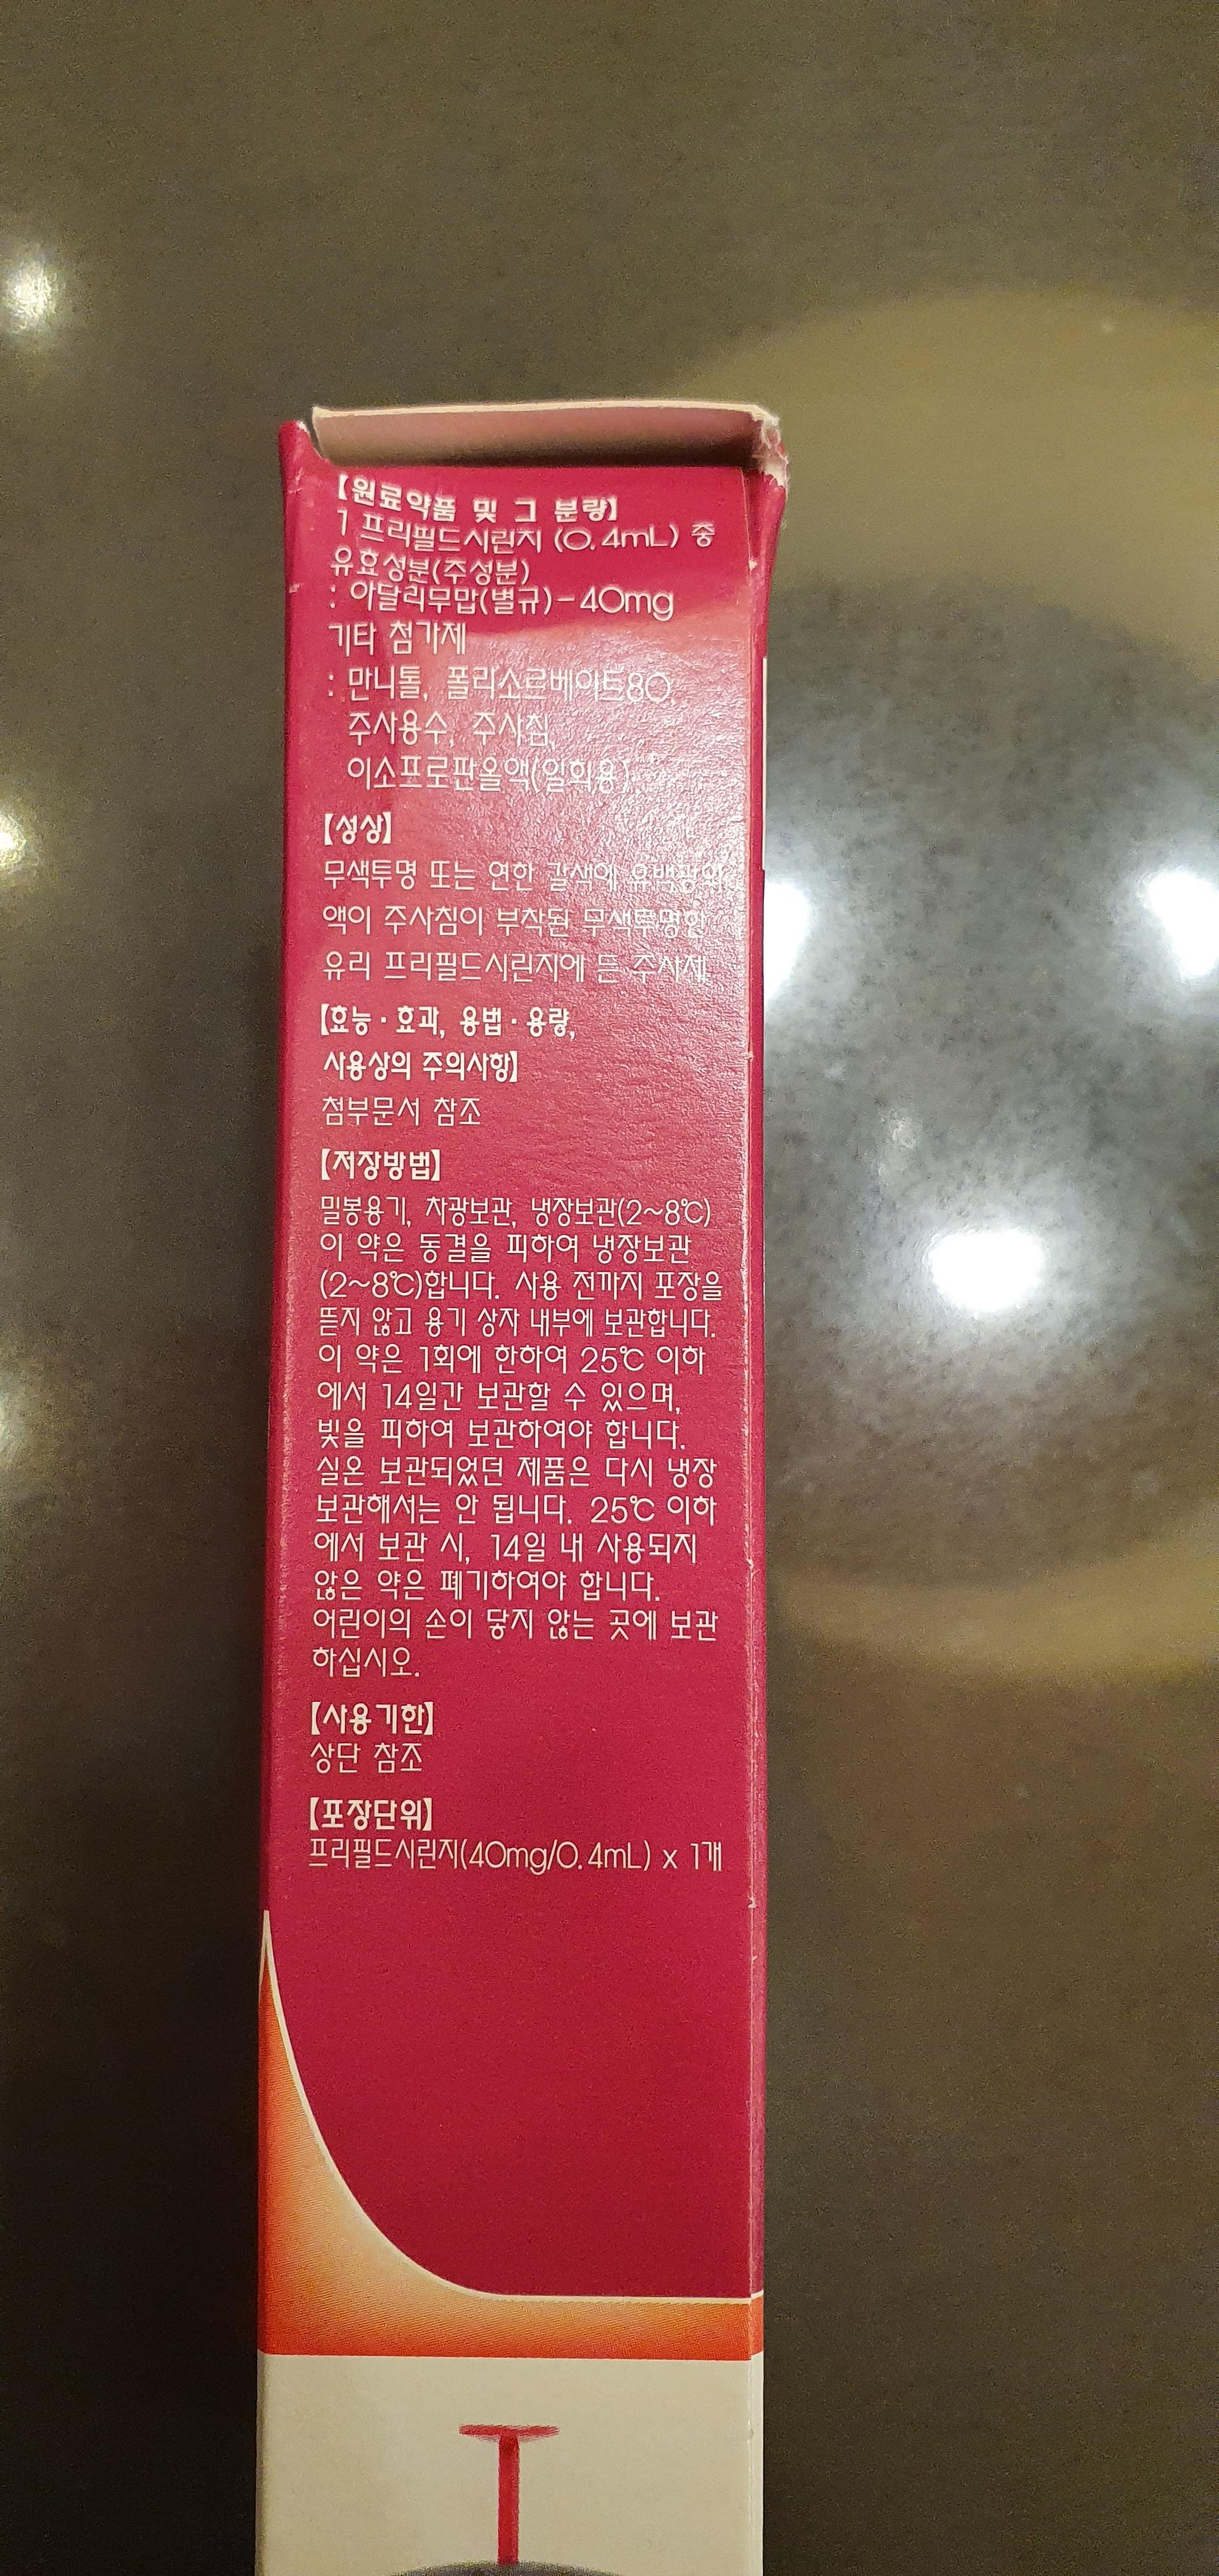 【원료약품 및 그 분량】
1 프리필드시린지 (0.4mL) 중
유효성분(주성분)
: 아달리무맙(별규)-40mg
기타 첨가제
: 만니톨, 폴리소르베이트80,
주사용수, 주사침,
이소프로판올액(일회용)
【성상】
무색투명 또는 연한 갈색에 유백광의
액이 주사침이 부착된 무색투명한
유리 프리필드시린지에 든 주사제
【효능·효과, 용법·용량,
사용상의 주의사항】
첨부문서 참조
【저장방법】
밀봉용기, 차광보관, 냉장보관(2~8℃)
이 약은 동결을 피하여 냉장보관
(2~8℃)합니다. 사용 전까지 포장을
뜯지 않고 용기 상자 내부에 보관합니다.
이 약은 1회에 한하여 25℃ 이하
에서 14일간 보관할 수 있으며,
빛을 피하여 보관하여야 합니다.
실온 보관되었던 제품은 다시 냉장
보관해서는 안 됩니다. 25℃ 이하
에서 보관 시, 14일 내 사용되지
않은 약은 폐기하여야 합니다.
어린이의 손이 닿지 않는 곳에 보관
하십시오.
【사용기한】
상단 참조
【포장단위】
프리필드시린지(40mg/0.4mL) x 1개